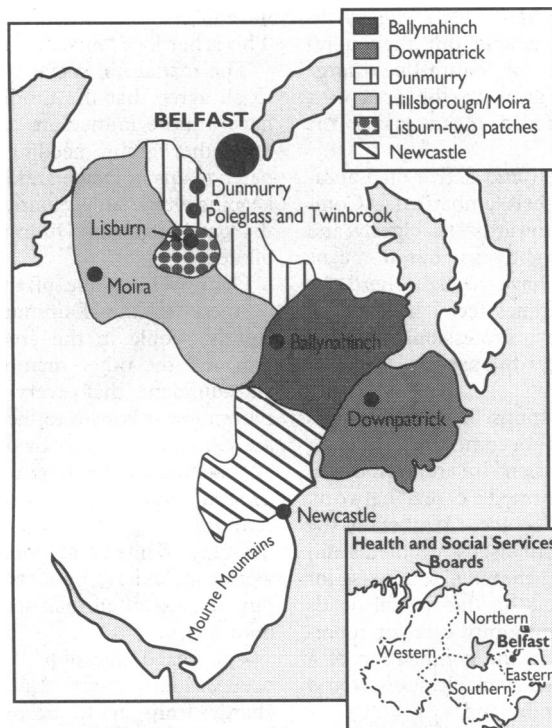 Ballynahinch
Downpatrick
Dunmurry
Hillsborough/Moira
Lisburn-two patches
Newcastle
BELFAST
Dunmurry
Poleglass and Twinbrook
Lisburn
Moira
Ballynahinch
Downpatrick
Newcastle
Mourne Mountains
Health and Social Services
Boards
Northern
Belfast
Western
Eastern
Southern